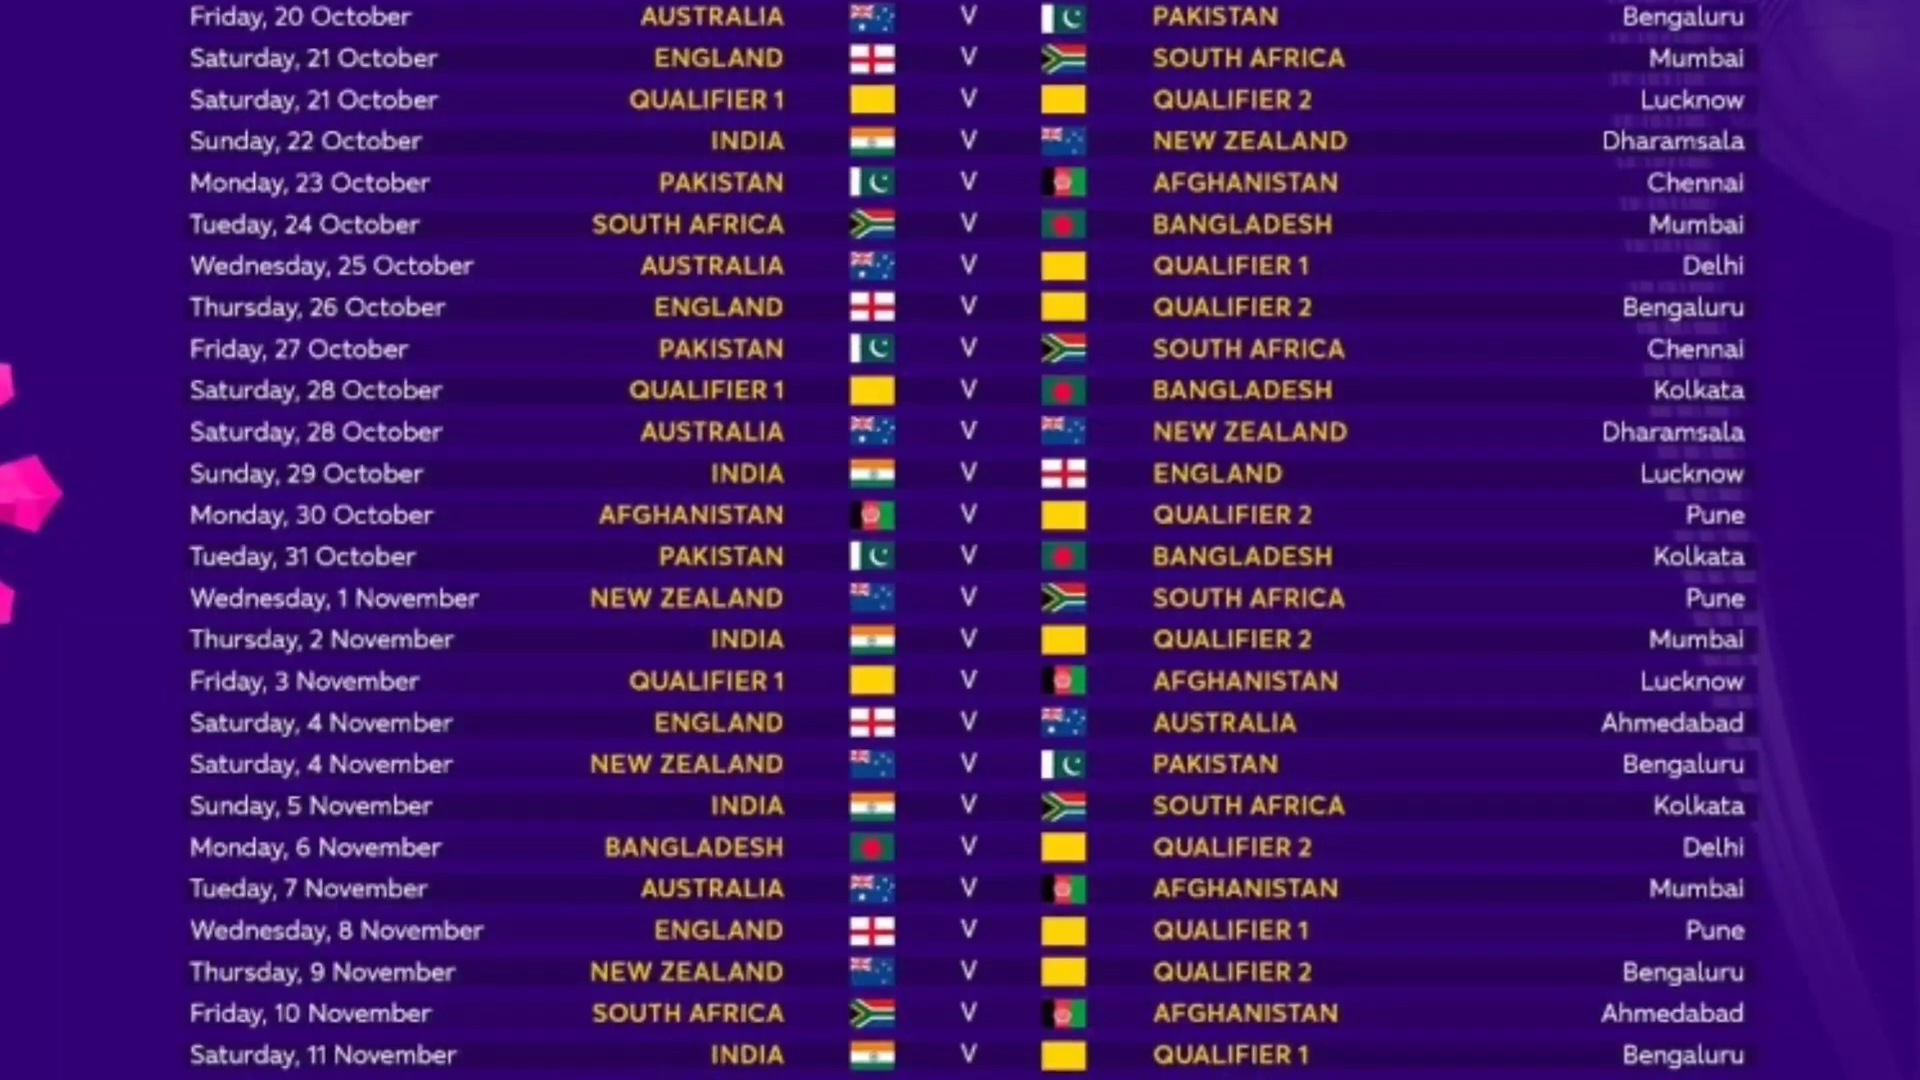 Friday, 20 October AUSTRALIA V PAKISTAN Bengaluru
Saturday, 21 October ENGLAND V SOUTH AFRICA Mumbai
Saturday, 21 October QUALIFIER 1 V QUALIFIER 2 Lucknow
Sunday, 22 October INDIA V NEW ZEALAND Dharamsala
Monday, 23 October PAKISTAN V AFGHANISTAN Chennai
Tueday, 24 October SOUTH AFRICA V BANGLADESH Mumbai
Wednesday, 25 October AUSTRALIA V QUALIFIER 1 Delhi
Thursday, 26 October ENGLAND V QUALIFIER 2 Bengaluru
Friday, 27 October PAKISTAN V SOUTH AFRICA Chennai
Saturday, 28 October QUALIFIER 1 V BANGLADESH Kolkata
Saturday, 28 October AUSTRALIA V NEW ZEALAND Dharamsala
Sunday, 29 October INDIA V ENGLAND Lucknow
Monday, 30 October AFGHANISTAN V QUALIFIER 2 Pune
Tueday, 31 October PAKISTAN V BANGLADESH Kolkata
Wednesday, 1 November NEW ZEALAND V SOUTH AFRICA Pune
Thursday, 2 November INDIA V QUALIFIER 2 Mumbai
Friday, 3 November QUALIFIER 1 V AFGHANISTAN Lucknow
Saturday, 4 November ENGLAND V AUSTRALIA Ahmedabad
Saturday, 4 November NEW ZEALAND V PAKISTAN Bengaluru
Sunday, 5 November INDIA V SOUTH AFRICA Kolkata
Monday, 6 November BANGLADESH V QUALIFIER 2 Delhi
Tueday, 7 November AUSTRALIA V AFGHANISTAN Mumbai
Wednesday, 8 November ENGLAND V QUALIFIER 1 Pune
Thursday, 9 November NEW ZEALAND V QUALIFIER 2 Bengaluru
Friday, 10 November SOUTH AFRICA V AFGHANISTAN Ahmedabad
Saturday, 11 November INDIA V QUALIFIER 1 Bengaluru